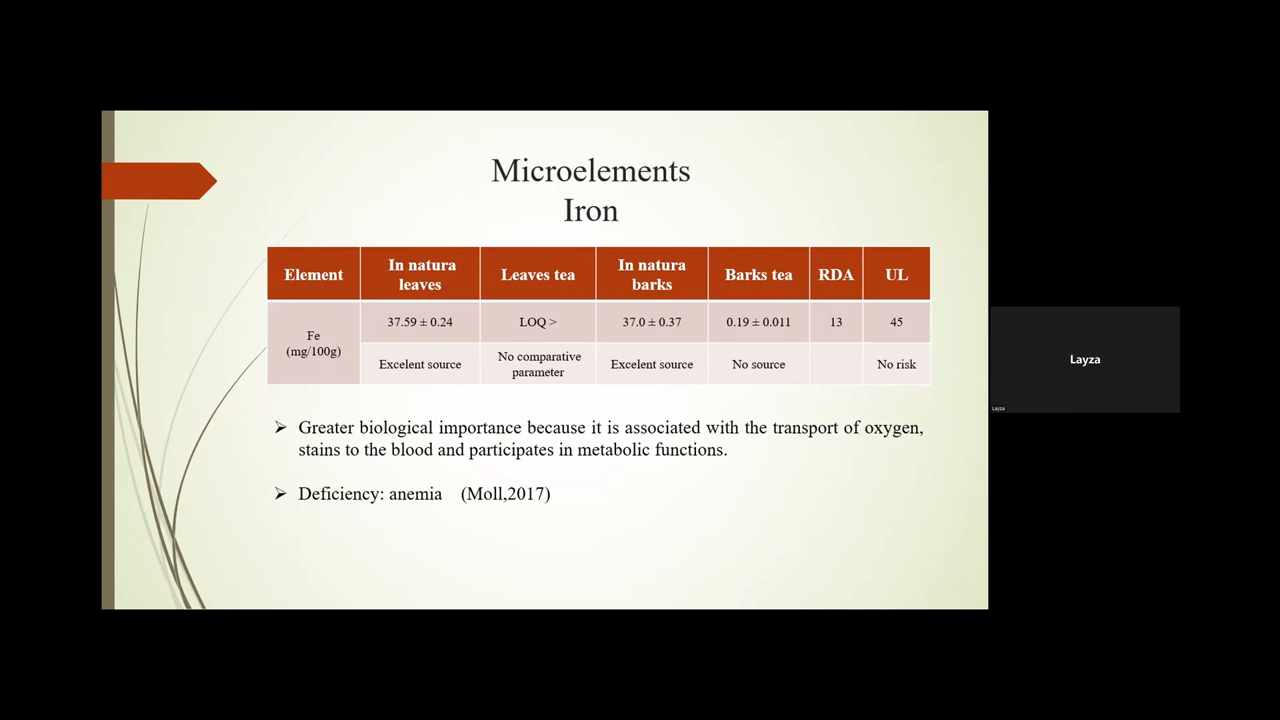 Microelements
Iron
Element
In natura
leaves
Leaves tea
In natura
barks
Barks tea
RDA
UL
Fe
(mg/100g)
37.59 ± 0.24
LOQ >
37.0 ± 0.37
0.19 ± 0.011
13
45
Excelent source
No comparative
parameter
Excelent source
No source
No risk
➢ Greater biological importance because it is associated with the transport of oxygen,
stains to the blood and participates in metabolic functions.
➢ Deficiency: anemia (Moll,2017)
Layza
Layza